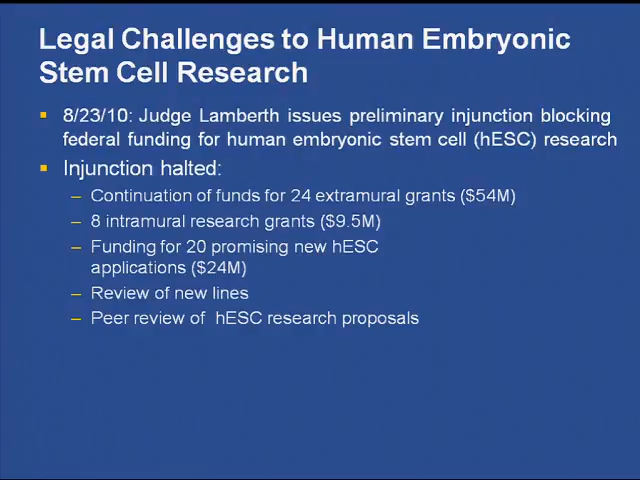 Legal Challenges to Human Embryonic
Stem Cell Research
8/23/10: Judge Lamberth issues preliminary injunction blocking
federal funding for human embryonic stem cell (hESC) research
Injunction halted:
– Continuation of funds for 24 extramural grants ($54M)
– 8 intramural research grants ($9.5M)
– Funding for 20 promising new hESC
applications ($24M)
– Review of new lines
– Peer review of hESC research proposals